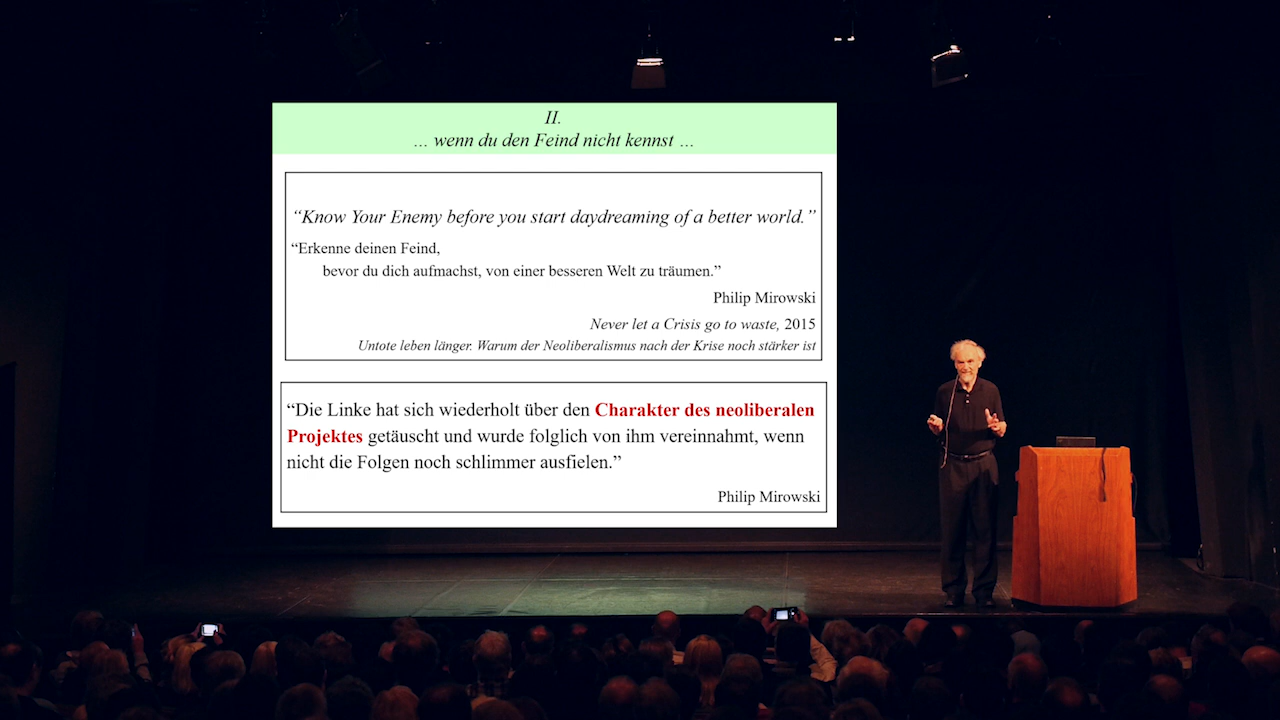 II.
… wenn du den Feind nicht kennst …
“Know Your Enemy before you start daydreaming of a better world.”
“Erkenne deinen Feind,
bevor du dich aufmachst, von einer besseren Welt zu träumen.”
Philip Mirowski
Never let a Crisis go to waste, 2015
Untote leben länger. Warum der Neoliberalismus nach der Krise noch stärker ist
“Die Linke hat sich wiederholt über den Charakter des neoliberalen
Projektes getäuscht und wurde folglich von ihm vereinnahmt, wenn
nicht die Folgen noch schlimmer ausfielen.”
Philip Mirowski